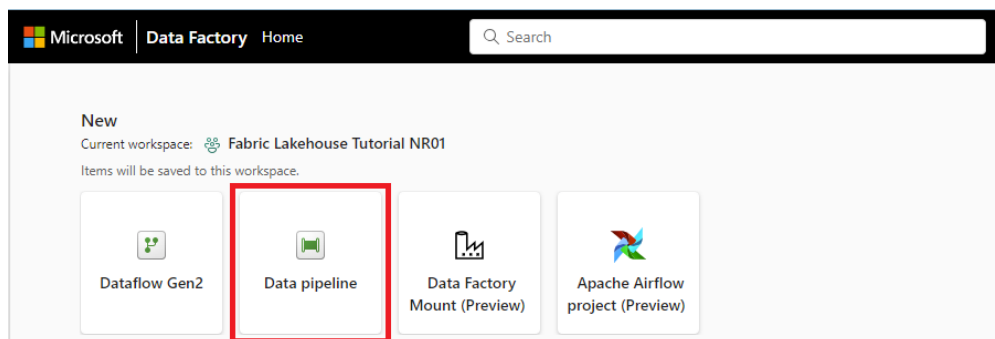 Microsoft Data Factory Home Search
New
Current workspace: Fabric Lakehouse Tutorial NR01
Items will be saved to this workspace.
Dataflow Gen2
Data pipeline
Data Factory
Mount (Preview)
Apache Airflow
project (Preview)